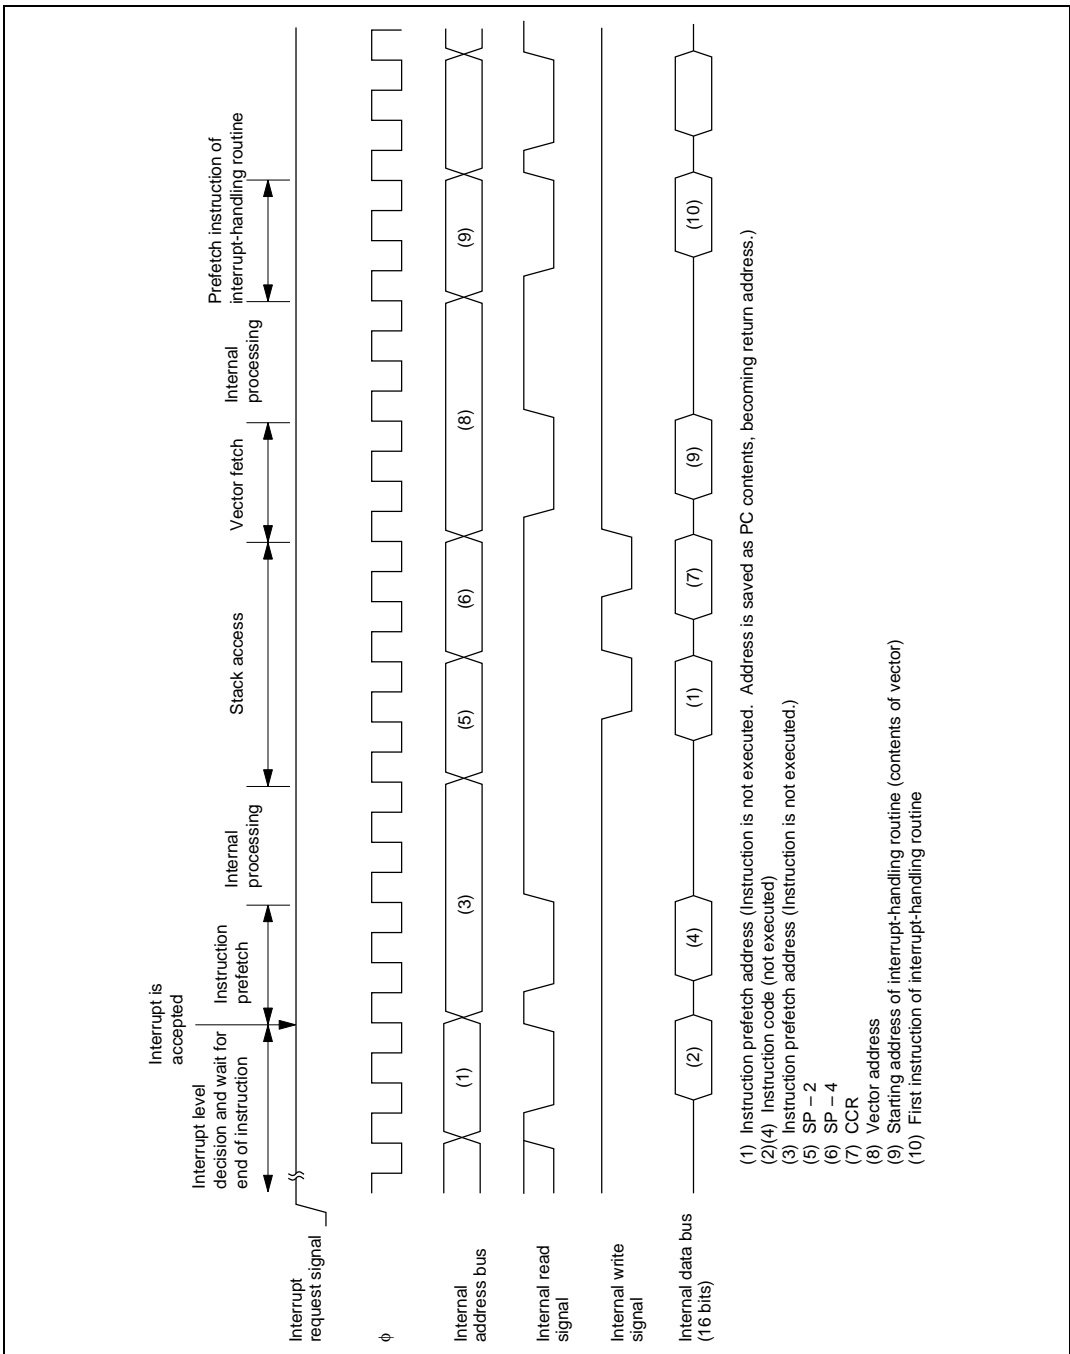 Interrupt level
decision and wait for
end of instruction
Interrupt is
accepted
Instruction
prefetch
Internal
processing
Stack access
Vector fetch
Internal
processing
Prefetch instruction of
interrupt-handling routine
Interrupt
request signal
φ
Internal
address bus
(1)
(3)
(5)
(6)
(8)
(9)
Internal read
signal
Internal write
signal
Internal data bus
(16 bits)
(2)
(4)
(1)
(7)
(9)
(10)
(1) Instruction prefetch address (Instruction is not executed. Address is saved as PC contents, becoming return address.)
(2)(4) Instruction code (not executed)
(3) Instruction prefetch address (Instruction is not executed.)
(5) SP – 2
(6) SP – 4
(7) CCR
(8) Vector address
(9) Starting address of interrupt-handling routine (contents of vector)
(10) First instruction of interrupt-handling routine